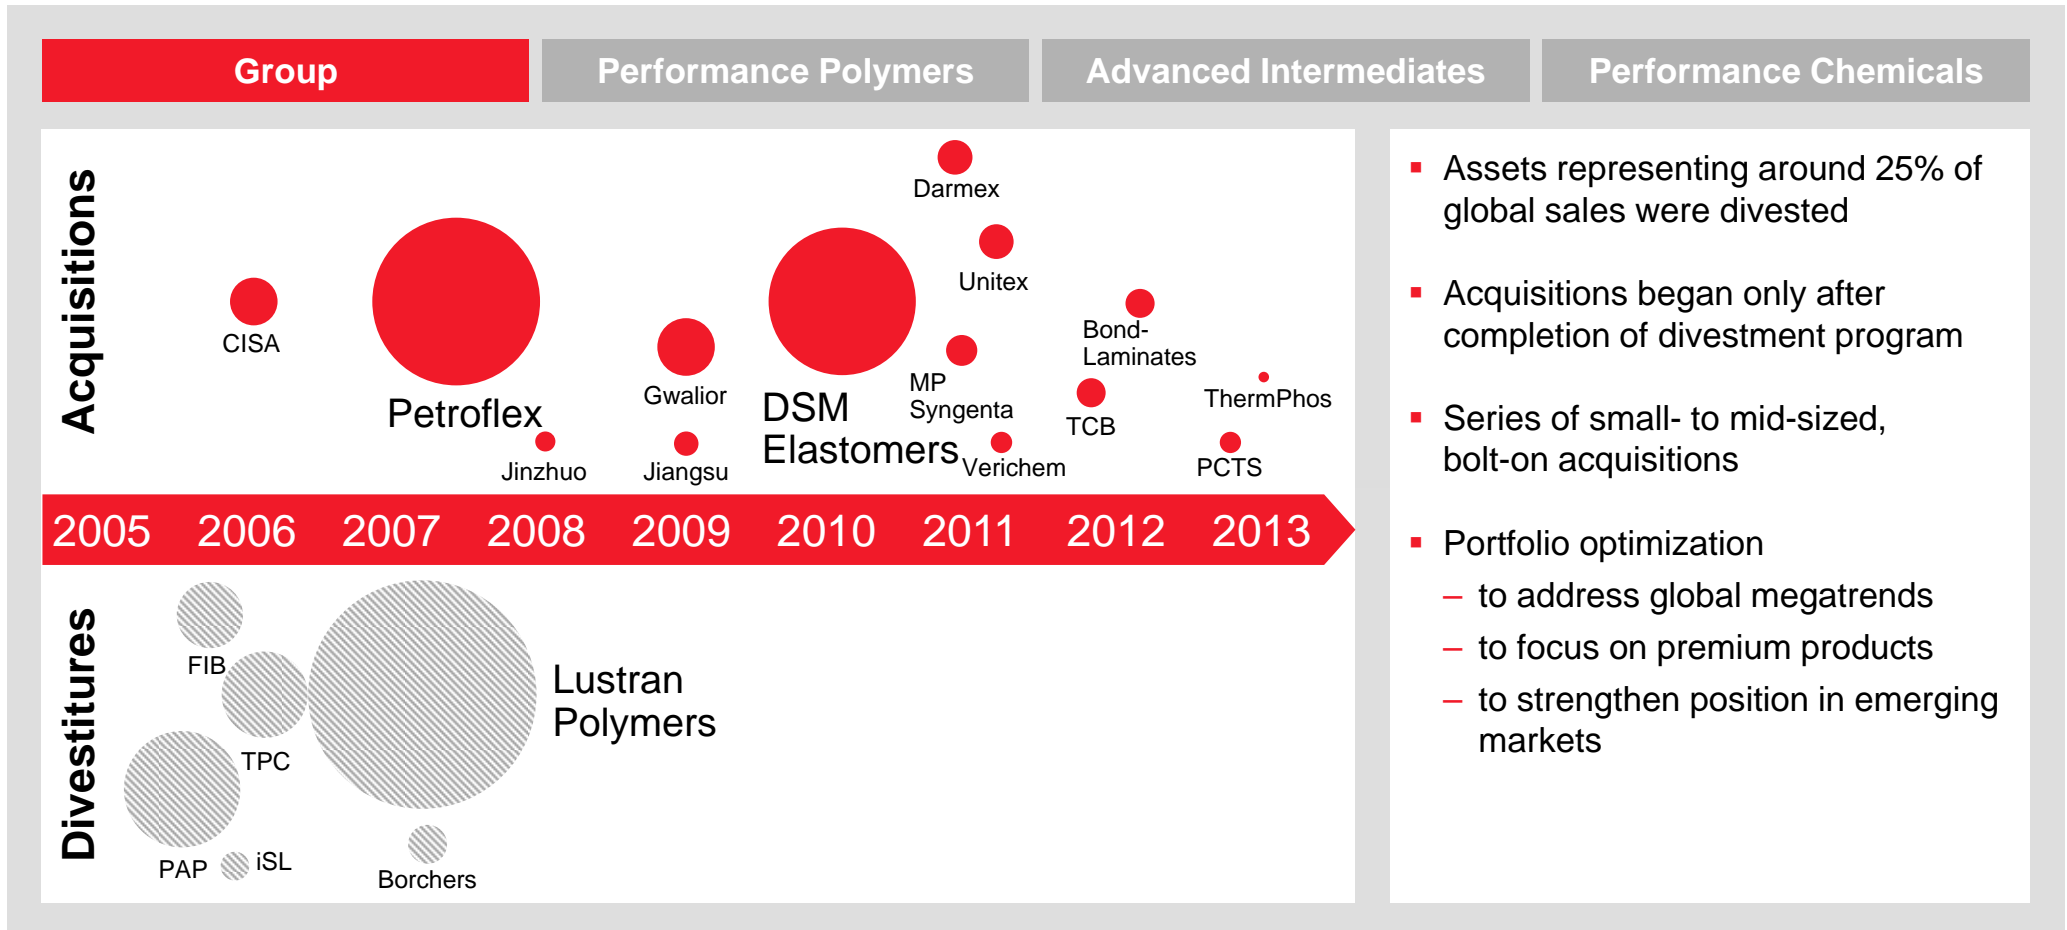 Group
Performance Polymers
Advanced Intermediates
Performance Chemicals
Acquisitions
CISA
Petroflex
Jinzhuo
Gwalior
Jiangsu
DSM
Elastomers
Darmex
Unitex
MP
Syngenta
Verichem
Bond-
Laminates
TCB
ThermPhos
PCTS
2005 2006 2007 2008 2009 2010 2011 2012 2013
Divestitures
FIB
TPC
PAP
iSL
Lustran
Polymers
Borchers
▪ Assets representing around 25% of
global sales were divested
▪ Acquisitions began only after
completion of divestment program
▪ Series of small- to mid-sized,
bolt-on acquisitions
▪ Portfolio optimization
– to address global megatrends
– to focus on premium products
– to strengthen position in emerging
markets